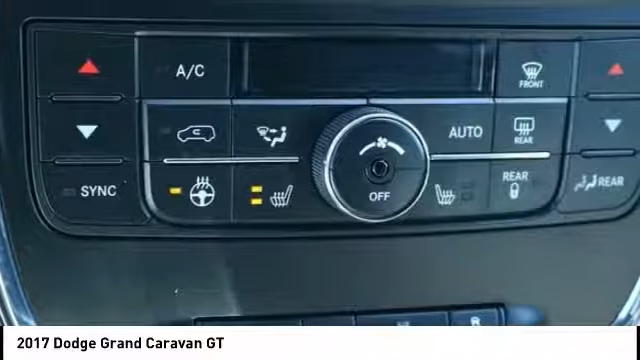 A/C
FRONT
AUTO
REAR
SYNC
OFF
REAR
REAR
2017 Dodge Grand Caravan GT